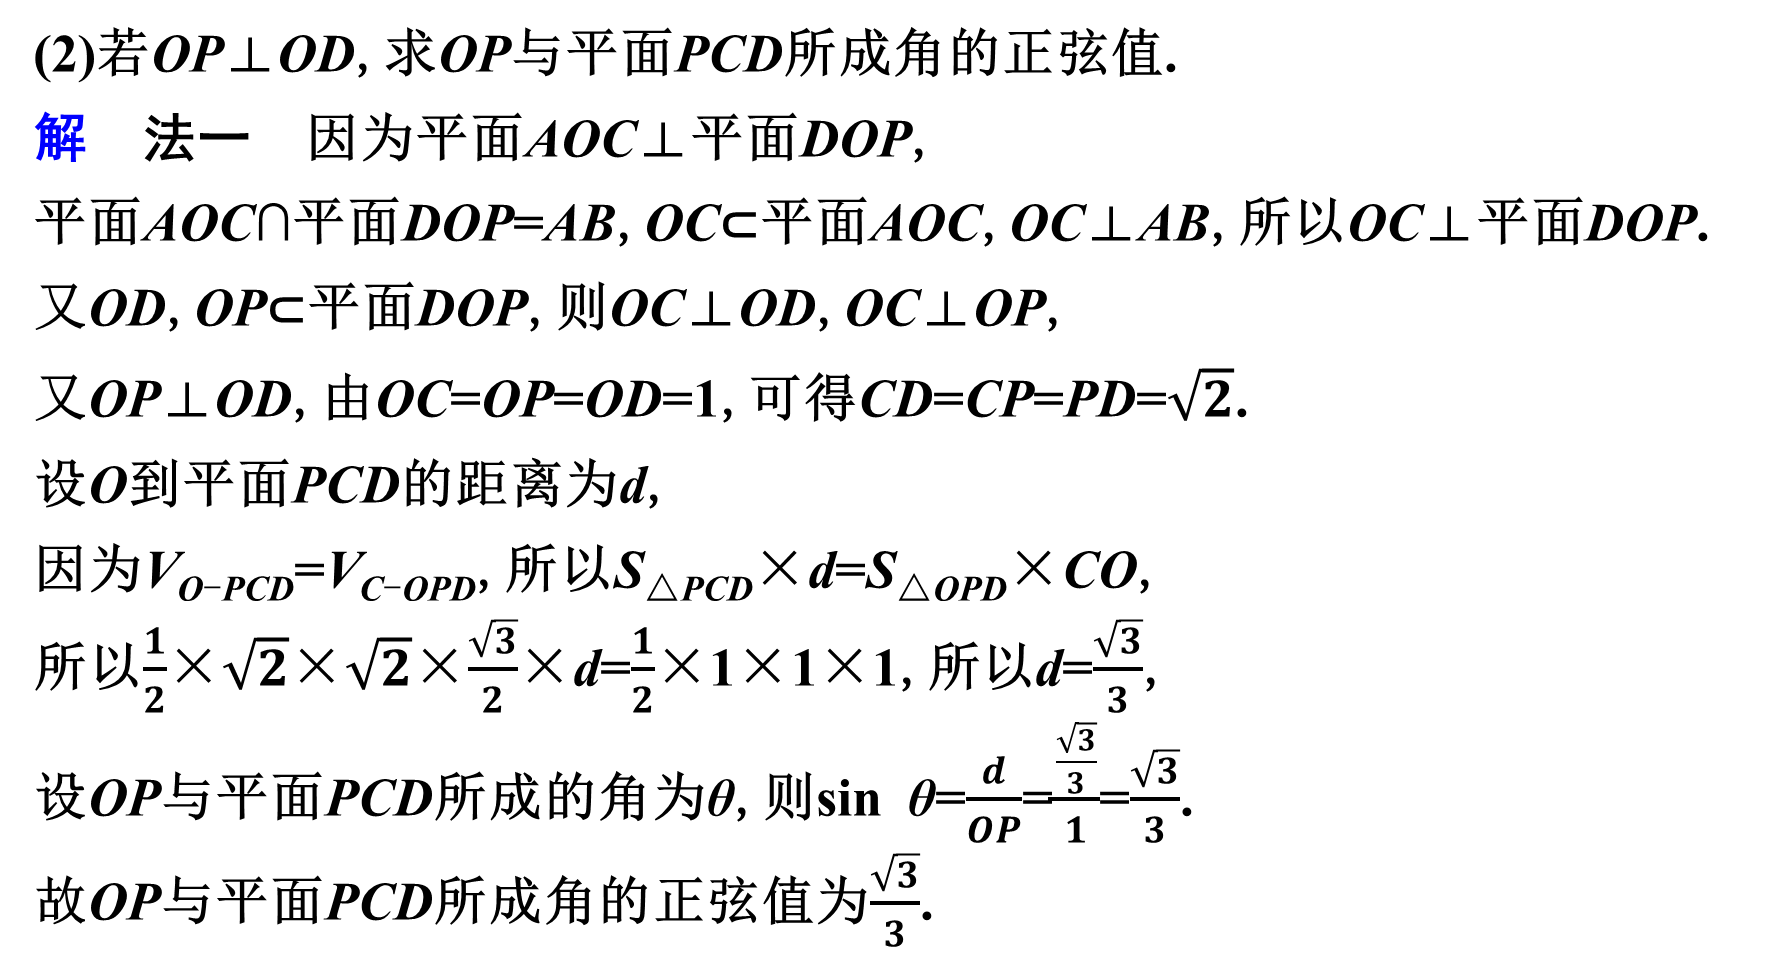 (2)若OP⊥OD, 求OP与平面PCD所成角的正弦值.
解 法一 因为平面AOC⊥平面DOP,
平面AOC∩平面DOP=AB, OC⊂平面AOC, OC⊥AB, 所以OC⊥平面DOP.
又OD, OP⊂平面DOP, 则OC⊥OD, OC⊥OP,
又OP⊥OD, 由OC=OP=OD=1, 可得CD=CP=PD=√2.
设O到平面PCD的距离为d,
因为V_{O-PCD}=V_{C-OPD}, 所以S_{△PCD}×d=S_{△OPD}×CO,
所以\frac{1}{2}×√2×√2×\frac{√3}{2}×d=\frac{1}{2}×1×1×1, 所以d=\frac{√3}{3},
设OP与平面PCD所成的角为θ, 则sin θ=\frac{d}{OP}=\frac{\frac{√3}{3}}{1}=\frac{√3}{3}.
故OP与平面PCD所成角的正弦值为\frac{√3}{3}.